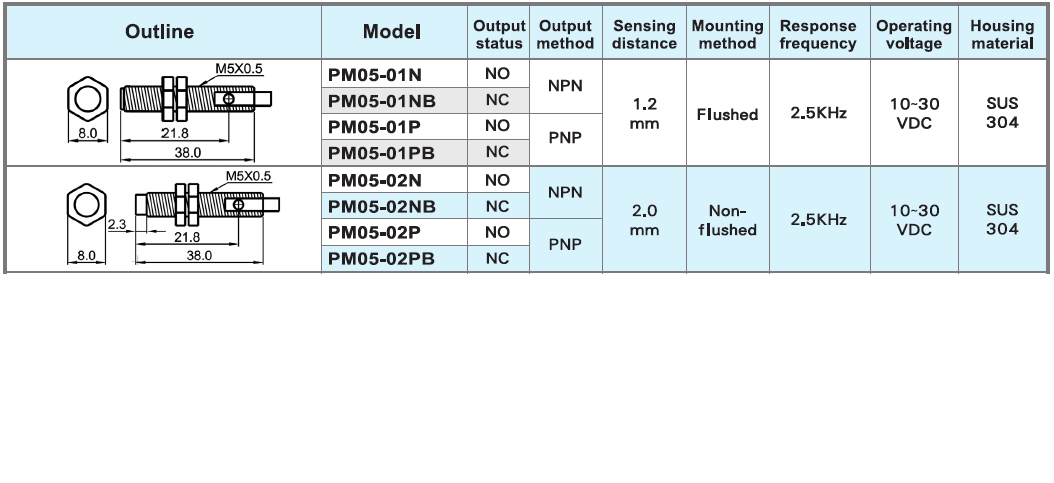 Outline
Model
Output status
Output method
Sensing distance
Mounting method
Response frequency
Operating voltage
Housing material
M5X0.5
8.0
21.8
38.0
PM05-01N
NO
NPN
1.2 mm
Flushed
2.5KHz
10~30 VDC
SUS 304
PM05-01NB
NC
PM05-01P
NO
PNP
PM05-01PB
NC
M5X0.5
2.3
8.0
21.8
38.0
PM05-02N
NO
NPN
2.0 mm
Non-flushed
2.5KHz
10~30 VDC
SUS 304
PM05-02NB
NC
PM05-02P
NO
PNP
PM05-02PB
NC